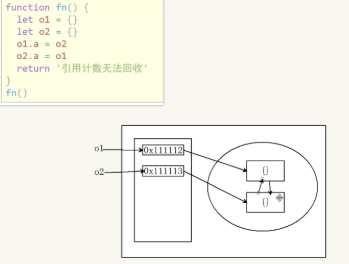 function fn() {
let o1 = {}
let o2 = {}
o1.a = o2
o2.a = o1
return '引用计数无法回收'
}
fn()
o1
0x111112
{}
o2
0x111113
{}